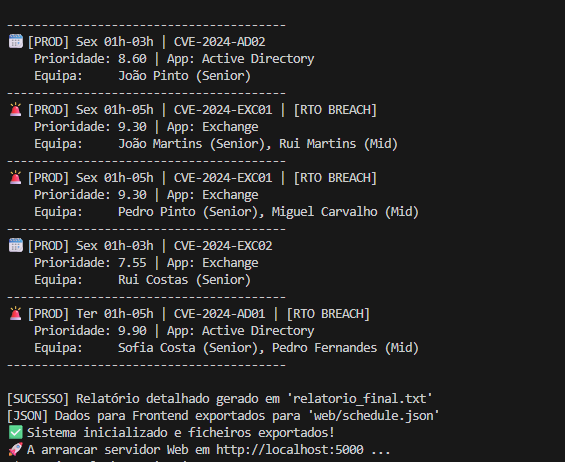 ----------------------------------------
📅 [PROD] Sex 01h-03h | CVE-2024-AD02
Prioridade: 8.60 | App: Active Directory
Equipa:     João Pinto (Senior)
----------------------------------------
🚨 [PROD] Sex 01h-05h | CVE-2024-EXC01 | [RTO BREACH]
Prioridade: 9.30 | App: Exchange
Equipa:     João Martins (Senior), Rui Martins (Mid)
----------------------------------------
🚨 [PROD] Sex 01h-05h | CVE-2024-EXC01 | [RTO BREACH]
Prioridade: 9.30 | App: Exchange
Equipa:     Pedro Pinto (Senior), Miguel Carvalho (Mid)
----------------------------------------
📅 [PROD] Sex 01h-03h | CVE-2024-EXC02
Prioridade: 7.55 | App: Exchange
Equipa:     Rui Costas (Senior)
----------------------------------------
🚨 [PROD] Ter 01h-05h | CVE-2024-AD01 | [RTO BREACH]
Prioridade: 9.90 | App: Active Directory
Equipa:     Sofia Costa (Senior), Pedro Fernandes (Mid)
----------------------------------------
[SUCESSO] Relatório detalhado gerado em 'relatorio_final.txt'
[JSON] Dados para Frontend exportados para 'web/schedule.json'
✅ Sistema inicializado e ficheiros exportados!
🚀 A arrancar servidor Web em http://localhost:5000 ...